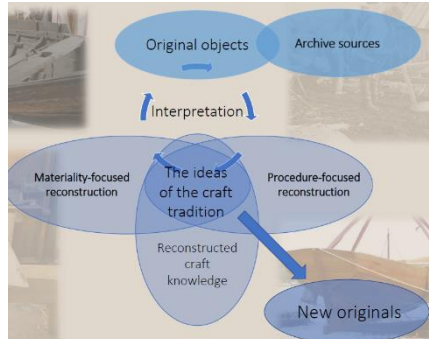 Original objects
Archive sources
Interpretation
Materiality-focused
reconstruction
The ideas
of the craft
tradition
Procedure-focused
reconstruction
Reconstructed
craft
knowledge
New originals